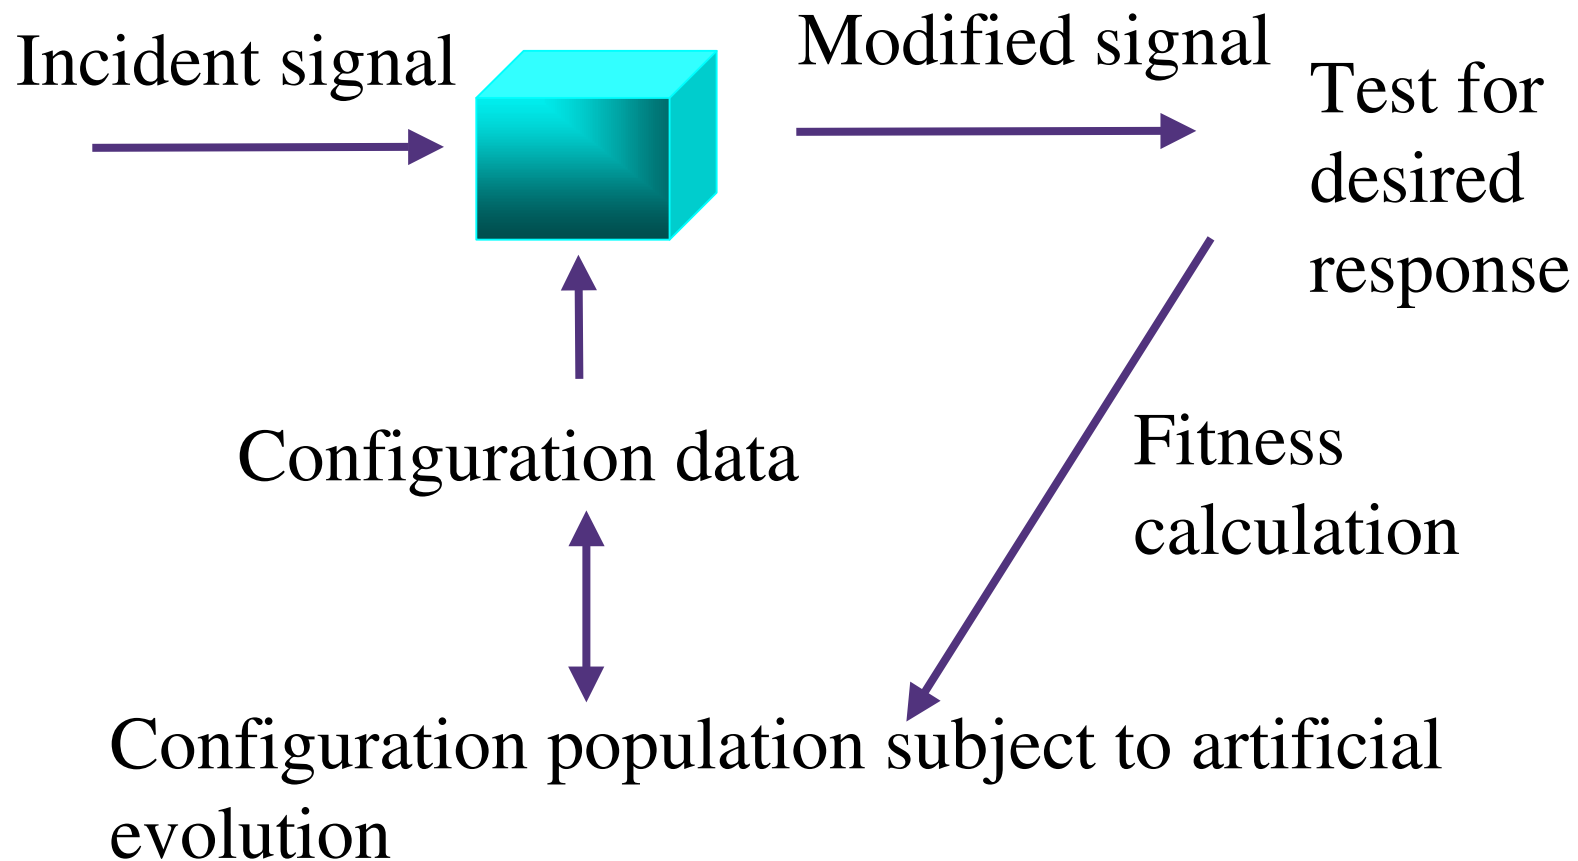 Incident signal
Modified signal
Test for
desired
response
Configuration data
Fitness
calculation
Configuration population subject to artificial
evolution